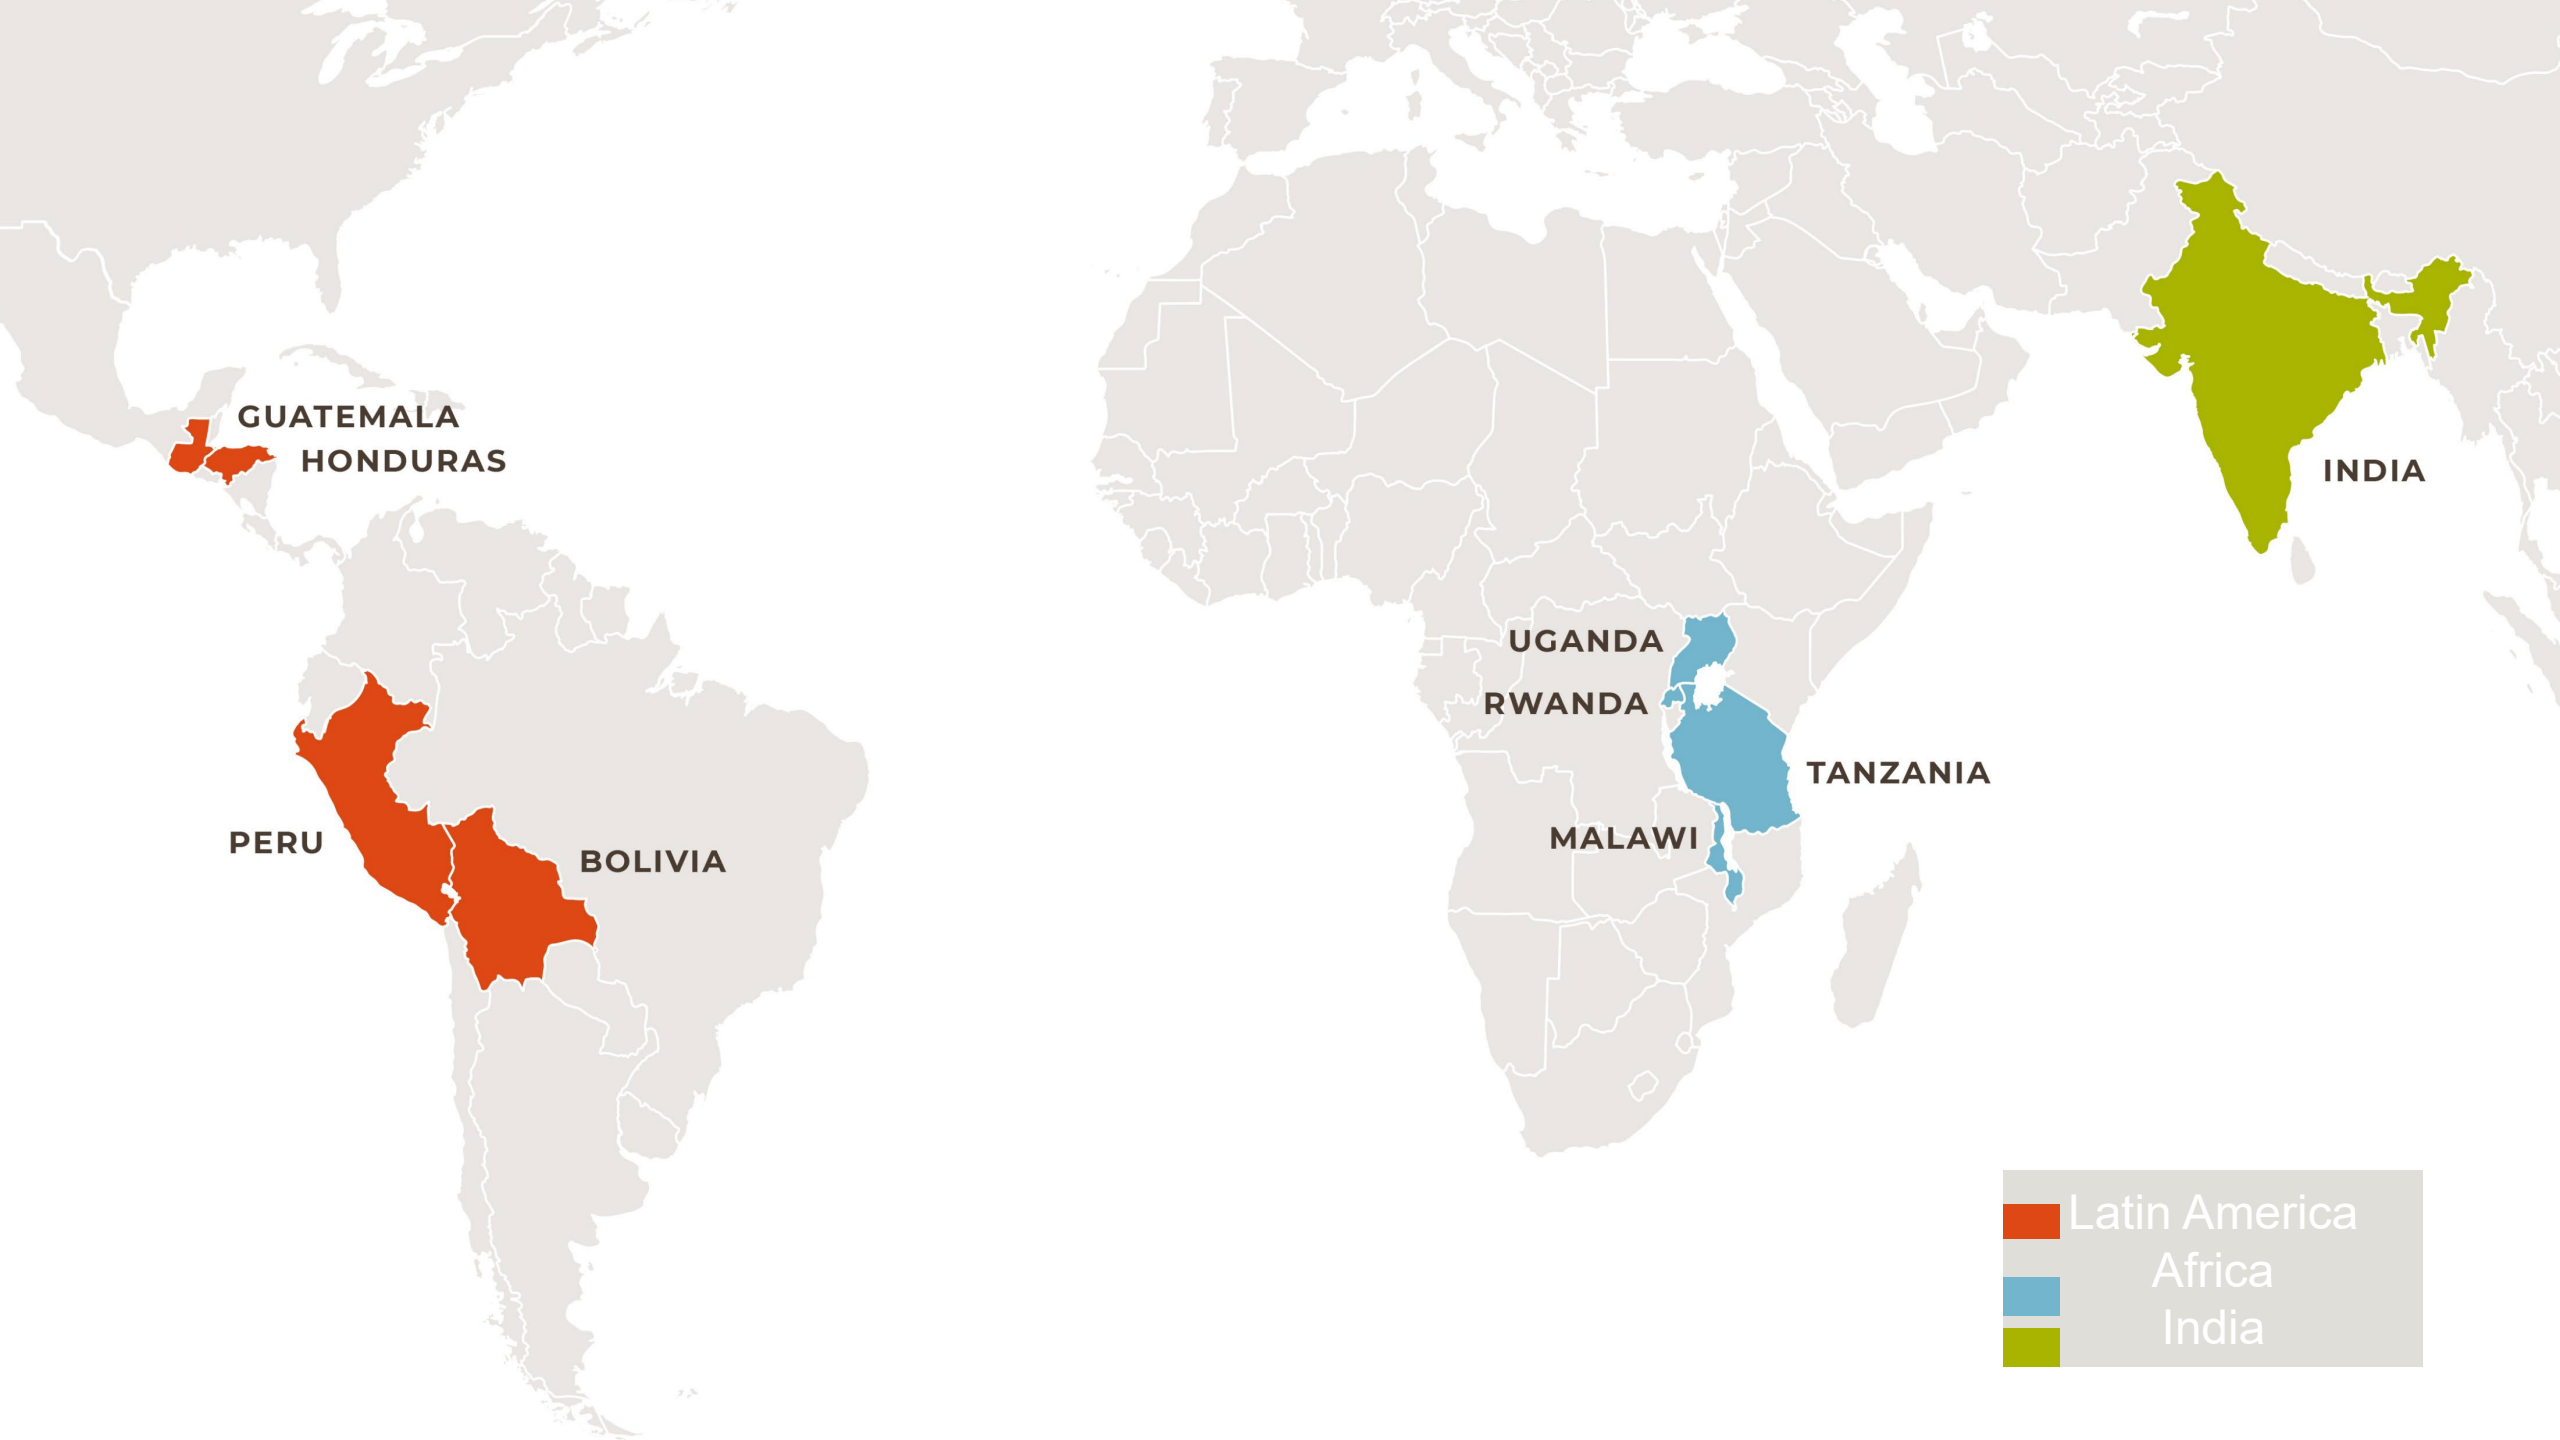 GUATEMALA
HONDURAS
INDIA
UGANDA
RWANDA
TANZANIA
MALAWI
PERU
BOLIVIA
Latin America
Africa
India